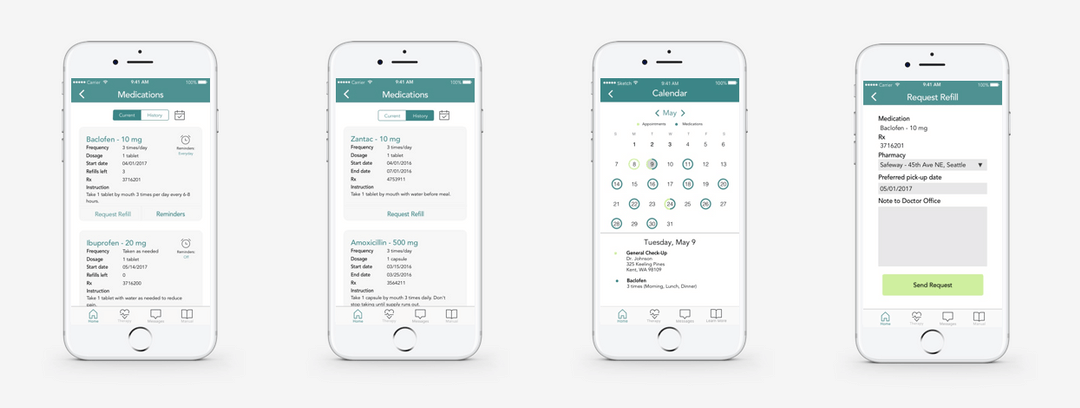 Carrier 9:41 AM 100%
Medications
Current History
Baclofen - 10 mg
Frequency 3 times/day
Dosage 1 tablet
Start date 04/01/2017
Refills left 3
Rx 3716201
Instruction
Take 1 tablet by mouth 3 times per day every 6-8
hours.
Reminders
Everyday
Request Refill Reminders
Ibuprofen - 20 mg
Frequency Taken as needed
Dosage 1 tablet
Start date 05/14/2017
Refills left 0
Rx 3716200
Instruction
Take 1 tablet with water as needed to reduce
pain.
Reminders
Off
Home Therapy Messages Manual
Carrier 9:41 AM 100%
Medications
Current History
Zantac - 10 mg
Frequency 3 times/day
Dosage 1 tablet
Start date 04/01/2016
End date 07/01/2016
Rx 4753911
Instruction
Take 1 tablet by mouth with water before meal.
Request Refill
Amoxicillin - 500 mg
Frequency 3 times/day
Dosage 1 capsule
Start date 03/15/2016
End date 03/25/2016
Rx 3564211
Instruction
Take 1 capsule by mouth 3 times daily. Don't
stop taking until supply runs out.
Home Therapy Messages Manual
Sketch 9:41 AM 100%
Calendar
May
Appointments Medications
S M T W T F S
1 2 3 4 5 6
7 8 9 10 11 12 13
14 15 16 17 18 19 20
21 22 23 24 25 26 27
28 29 30 31
Tuesday, May 9
General Check-Up
Dr. Johnson
325 Keeling Pines
Kent, WA 98109
Baclofen
3 times (Morning, Lunch, Dinner)
Home Therapy Messages Learn More
Carrier 9:41 AM 100%
Request Refill
Medication
Baclofen - 10 mg
Rx
3716201
Pharmacy
Safeway - 45th Ave NE, Seattle
Preferred pick-up date
05/01/2017
Note to Doctor Office
Send Request
Home Therapy Messages Manual